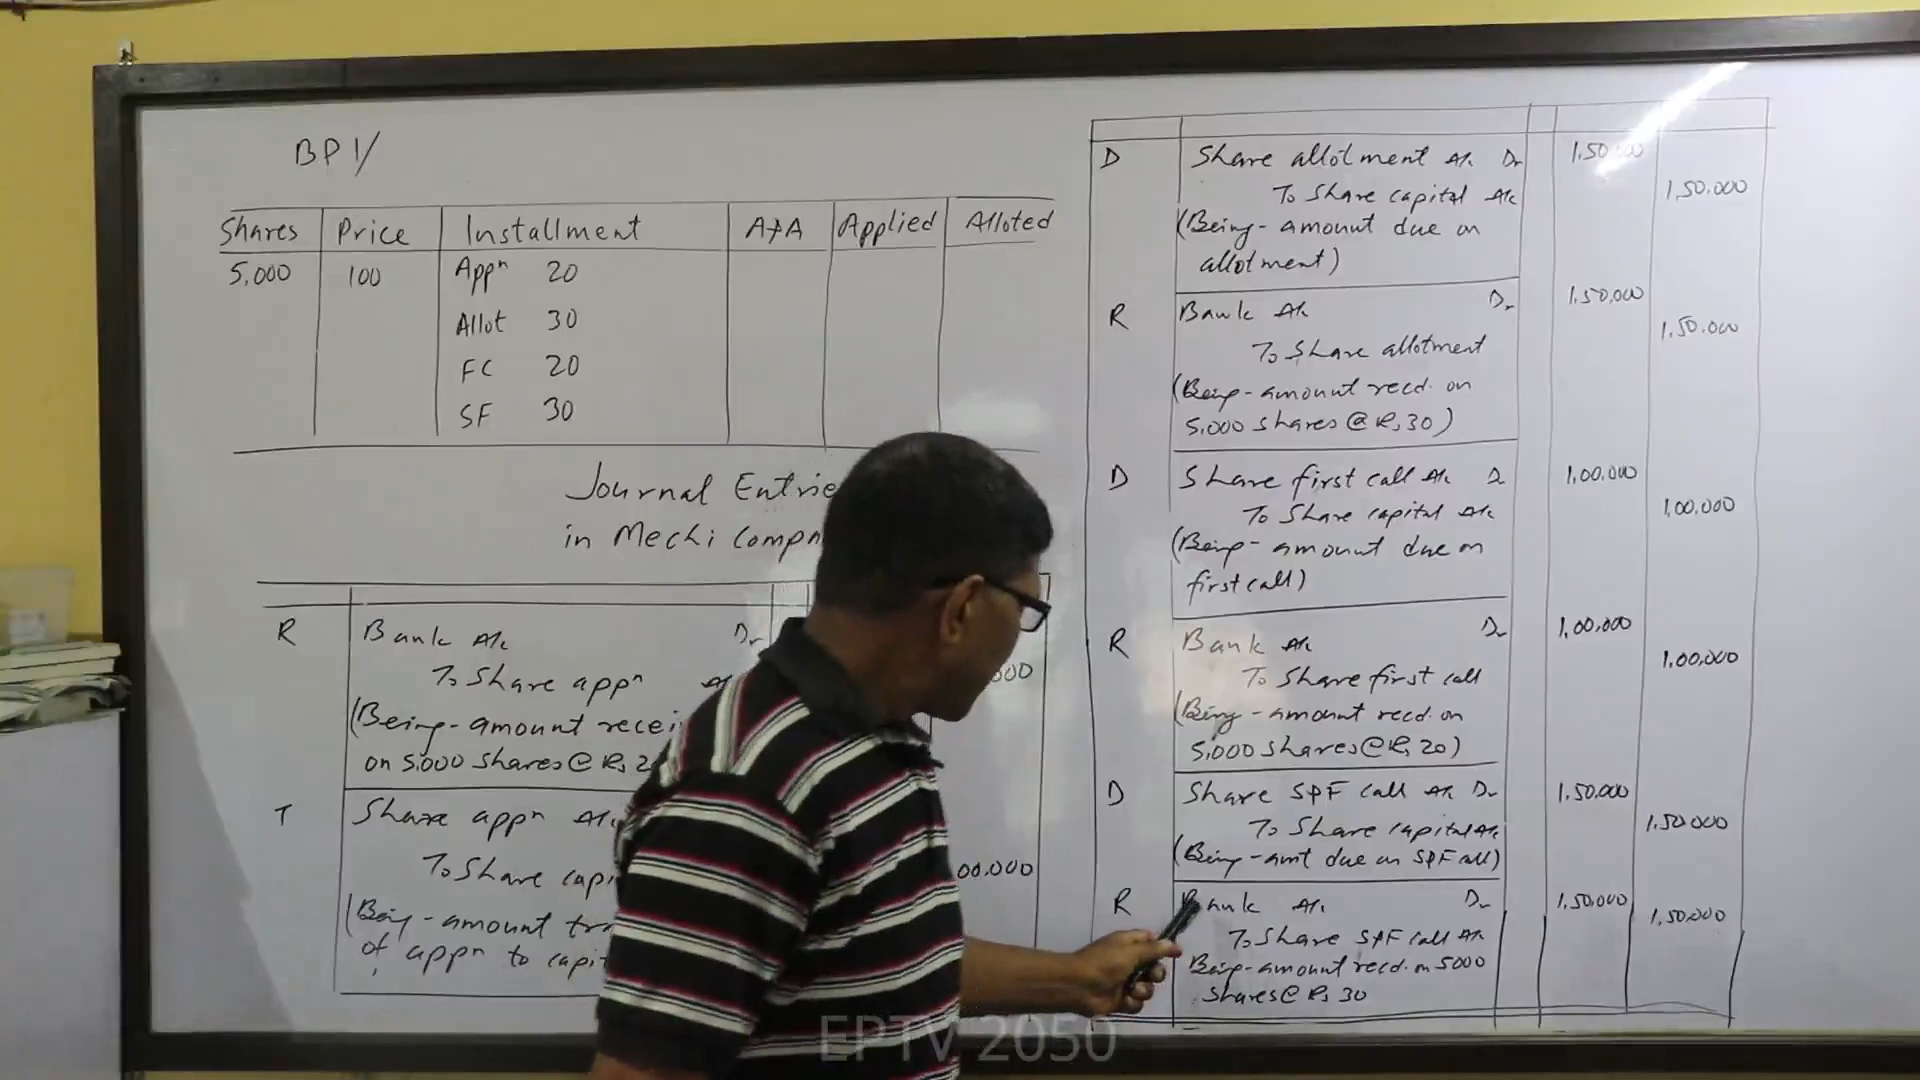 BP 1/
Shares Price Installment A&A Applied Alloted
5,000 100 Appn 20
Allot 30
FC 20
SF 30
Journal
in Mechi
R Bank A/c Dr
To Share appn
(Being-amount
on 5,000 shares @ Rs
T Share appn A/c
To Share
(Being-amount
of appn to
00,000
D Share allotment A/c Dr 1,50,000
To Share capital A/c 1,50,000
(Being-amount due on
allotment)
R Bank A/c Dr 1,50,000
To Share allotment 1,50,000
(Being-amount recd. on
5,000 shares @ Rs 30)
D Share first call A/c Dr 1,00,000
To Share capital A/c 1,00,000
(Being-amount due on
first call)
R Bank A/c Dr 1,00,000
To Share first call 1,00,000
(Being-amount recd. on
5,000 shares @ Rs 20)
D Share S&F call A/c Dr 1,50,000
To Share capital A/c 1,50,000
(Being-amt due on S&F call)
R Bank A/c Dr 1,50,000
To Share S&F call A/c 1,50,000
Being-amount recd. on 5000
shares @ Rs 30
EPTV 2050